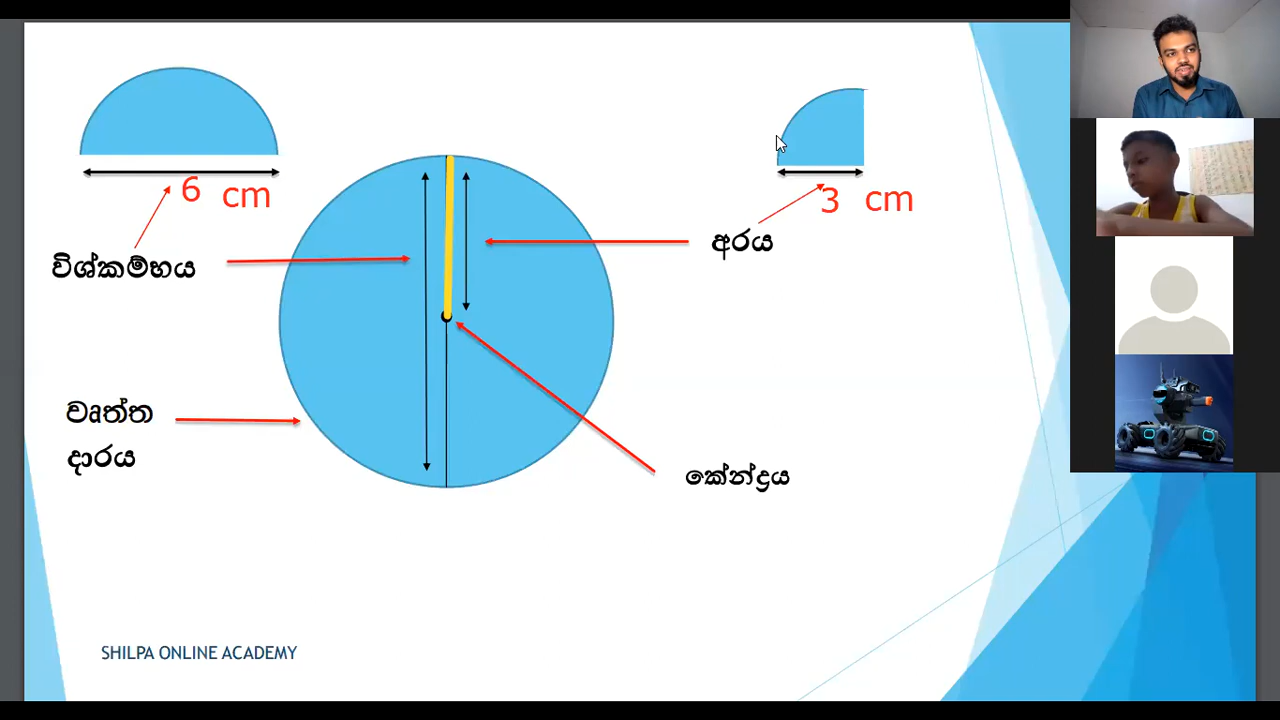 6 cm
3 cm
විශ්කම්භය
අරය
වෘත්ත
දාරය
කේන්ද්‍රය
SHILPA ONLINE ACADEMY